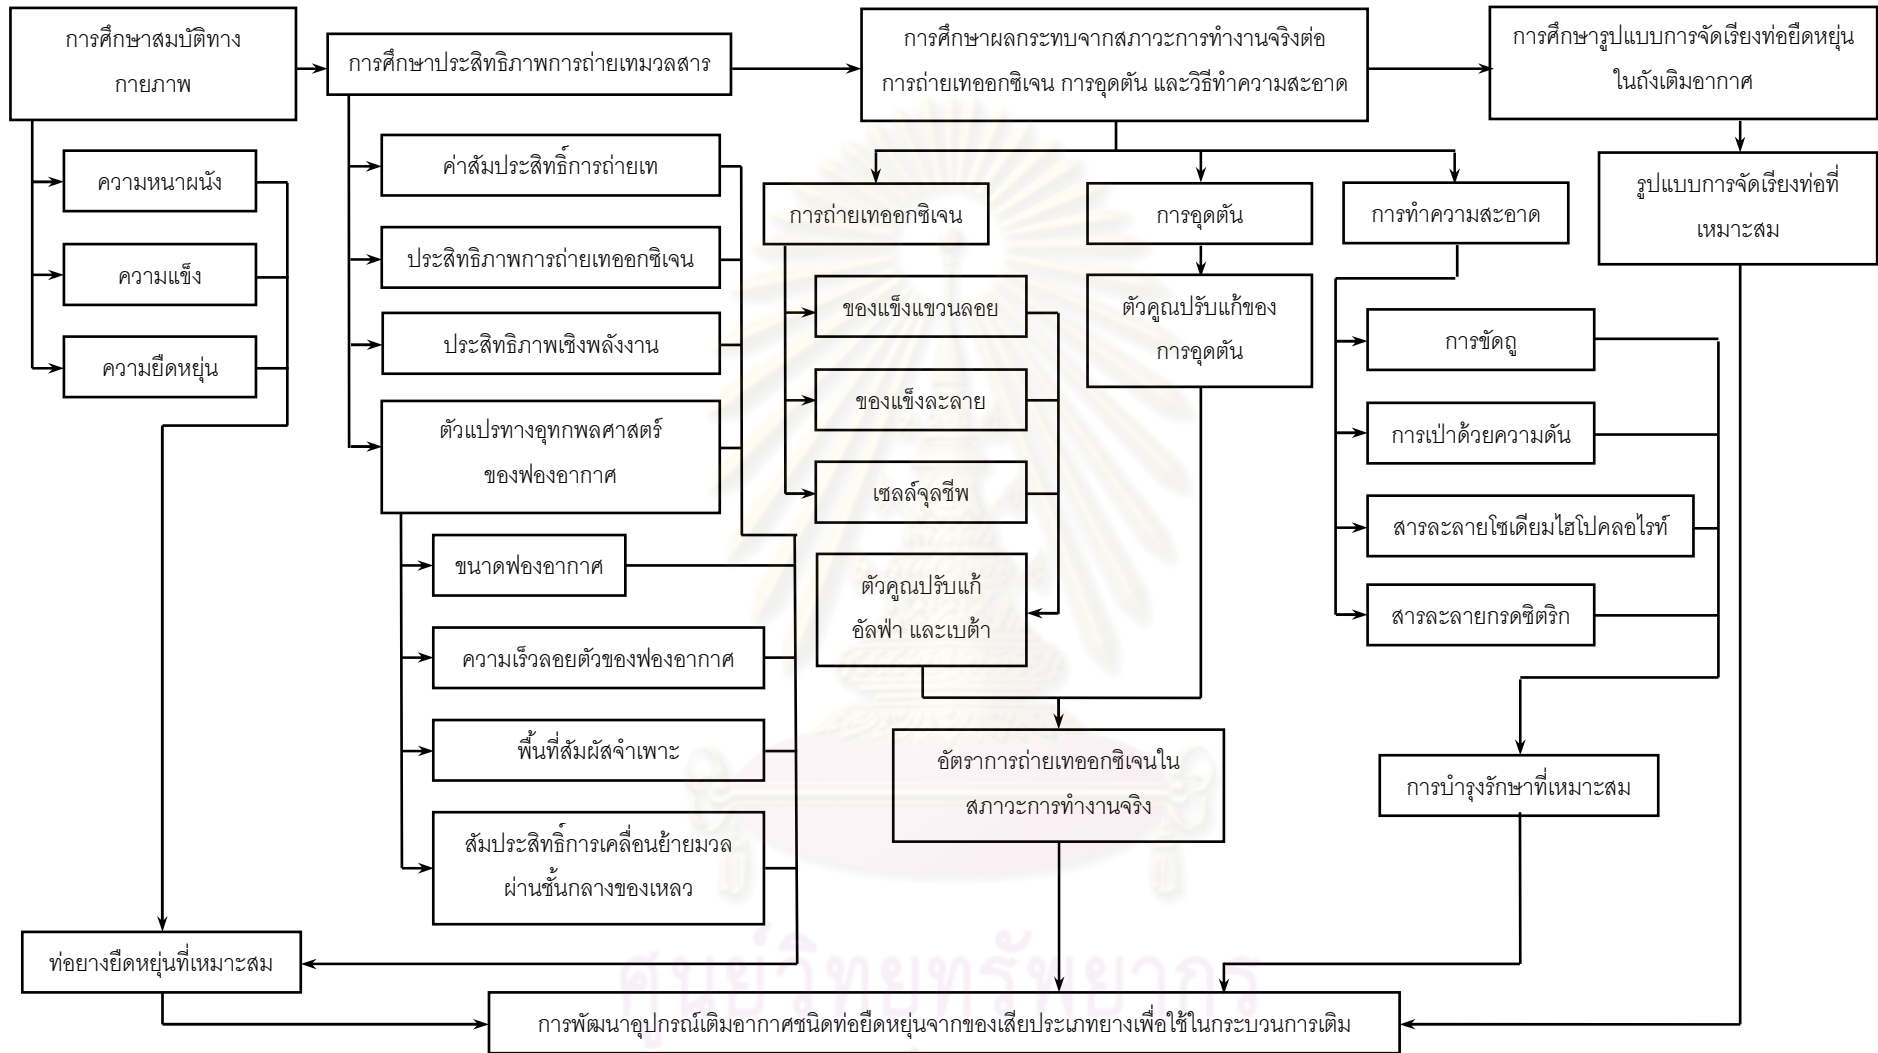 การศึกษาสมบัติทาง
กายภาพ
การศึกษาประสิทธิภาพการถ่ายเทมวลสาร
การศึกษาผลกระทบจากสภาวะการทำงานจริงต่อ
การถ่ายเทออกซิเจน การอุดตัน และวิธีทำความสะอาด
การศึกษารูปแบบการจัดเรียงท่อยืดหยุ่น
ในถังเติมอากาศ
ความหนาผนัง
ความแข็ง
ความยืดหยุ่น
ค่าสัมประสิทธิ์การถ่ายเท
ประสิทธิภาพการถ่ายเทออกซิเจน
ประสิทธิภาพเชิงพลังงาน
ตัวแปรทางอุทกพลศาสตร์
ของฟองอากาศ
ขนาดฟองอากาศ
ความเร็วลอยตัวของฟองอากาศ
พื้นที่สัมผัสจำเพาะ
สัมประสิทธิ์การเคลื่อนย้ายมวล
ผ่านชั้นกลางของเหลว
การถ่ายเทออกซิเจน
ของแข็งแขวนลอย
ของแข็งละลาย
เซลล์จุลชีพ
ตัวคูณปรับแก้
อัลฟ่า และเบต้า
การอุดตัน
ตัวคูณปรับแก้ของ
การอุดตัน
อัตราการถ่ายเทออกซิเจนใน
สภาวะการทำงานจริง
การทำความสะอาด
การขัดถู
การเป่าด้วยความดัน
สารละลายโซเดียมไฮโปคลอไรท์
สารละลายกรดซิตริก
การบำรุงรักษาที่เหมาะสม
รูปแบบการจัดเรียงท่อที่
เหมาะสม
ท่อยางยืดหยุ่นที่เหมาะสม
การพัฒนาอุปกรณ์เติมอากาศชนิดท่อยืดหยุ่นจากของเสียประเภทยางเพื่อใช้ในกระบวนการเติม
ศูนย์วิทยทรัพยากร